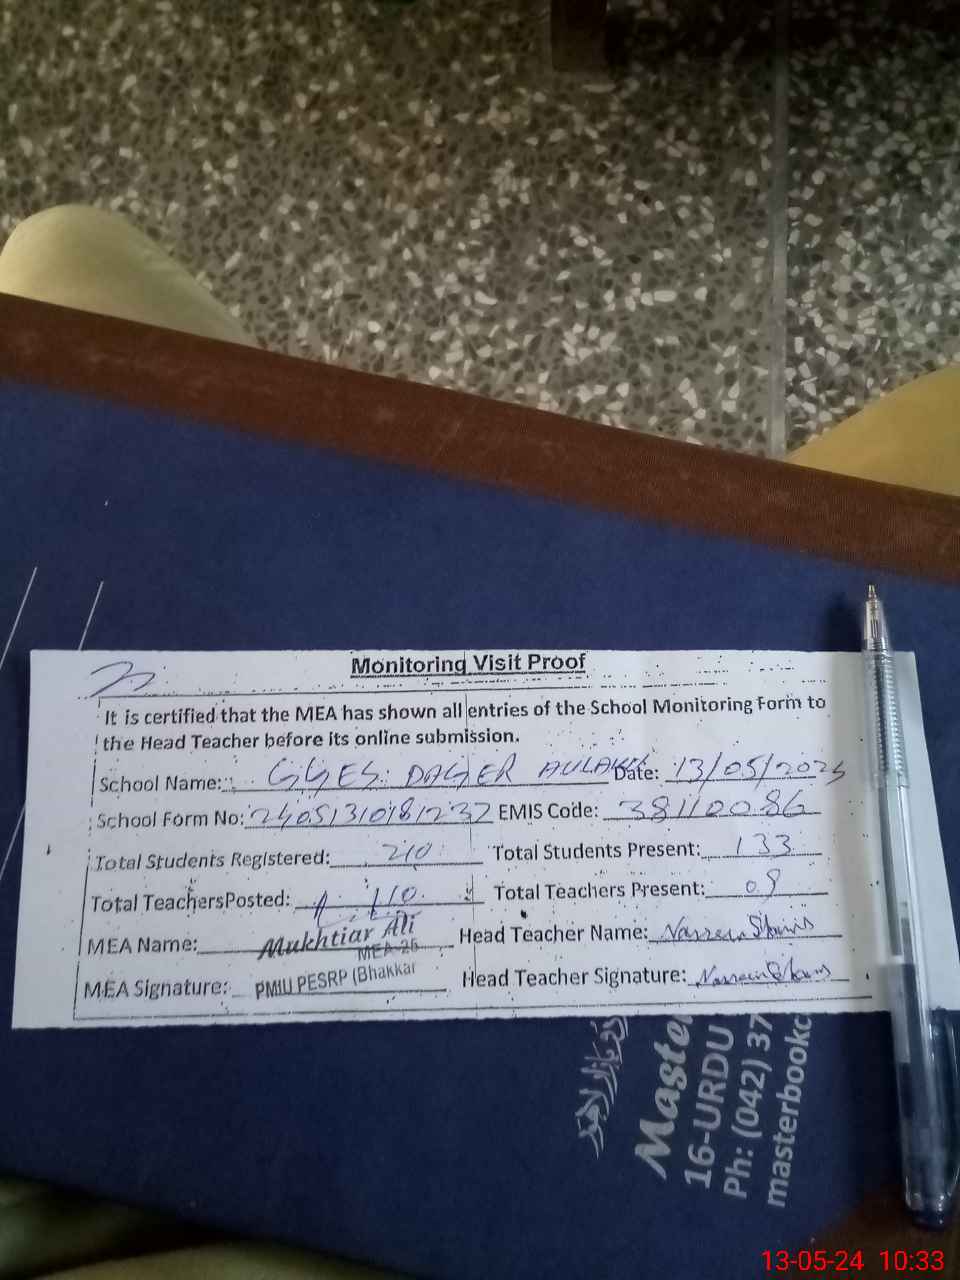 Monitoring Visit Proof
It is certified that the MEA has shown all entries of the School Monitoring Form to
the Head Teacher before its online submission.
School Name: GGES DAGER AULAKH Date: 13/05/2024
School Form No: 24051310181232 EMIS Code: 38110086
Total Students Registered: 210 Total Students Present: 133
Total TeachersPosted: 10 Total Teachers Present: 09
MEA Name: Mukhtiar Ali Head Teacher Name:
MEA-25
MEA Signature: PMIU PESRP (Bhakkar Head Teacher Signature:
Master
16-URDU
Ph: (042) 37
masterbook
13-05-24 10:33